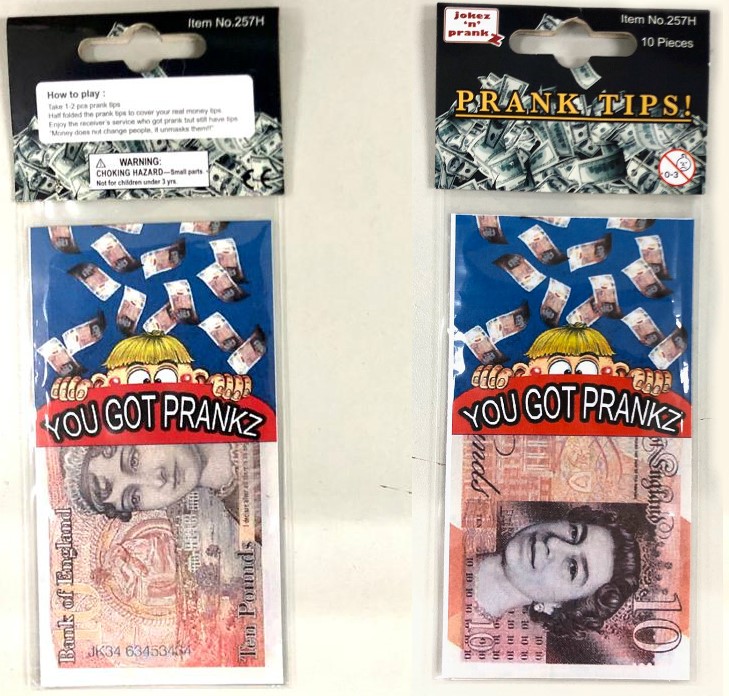 Item No.257H
How to play :
Take 1-2 pcs prank tips
Half folded the prank tips to cover your real money tips
Enjoy the receiver's service who got prank but still have tips
"Money does not change people, it unmasks them!!"
WARNING:
CHOKING HAZARD—Small parts.
Not for children under 3 yrs.
CE
YOU GOT PRANKZ
Bank of England
Ten Pounds
JK34 63453434
jokez
'n'
prankz
Item No.257H
10 Pieces
PRANK TIPS!
0-3
YOU GOT PRANKZ
of England
10
10